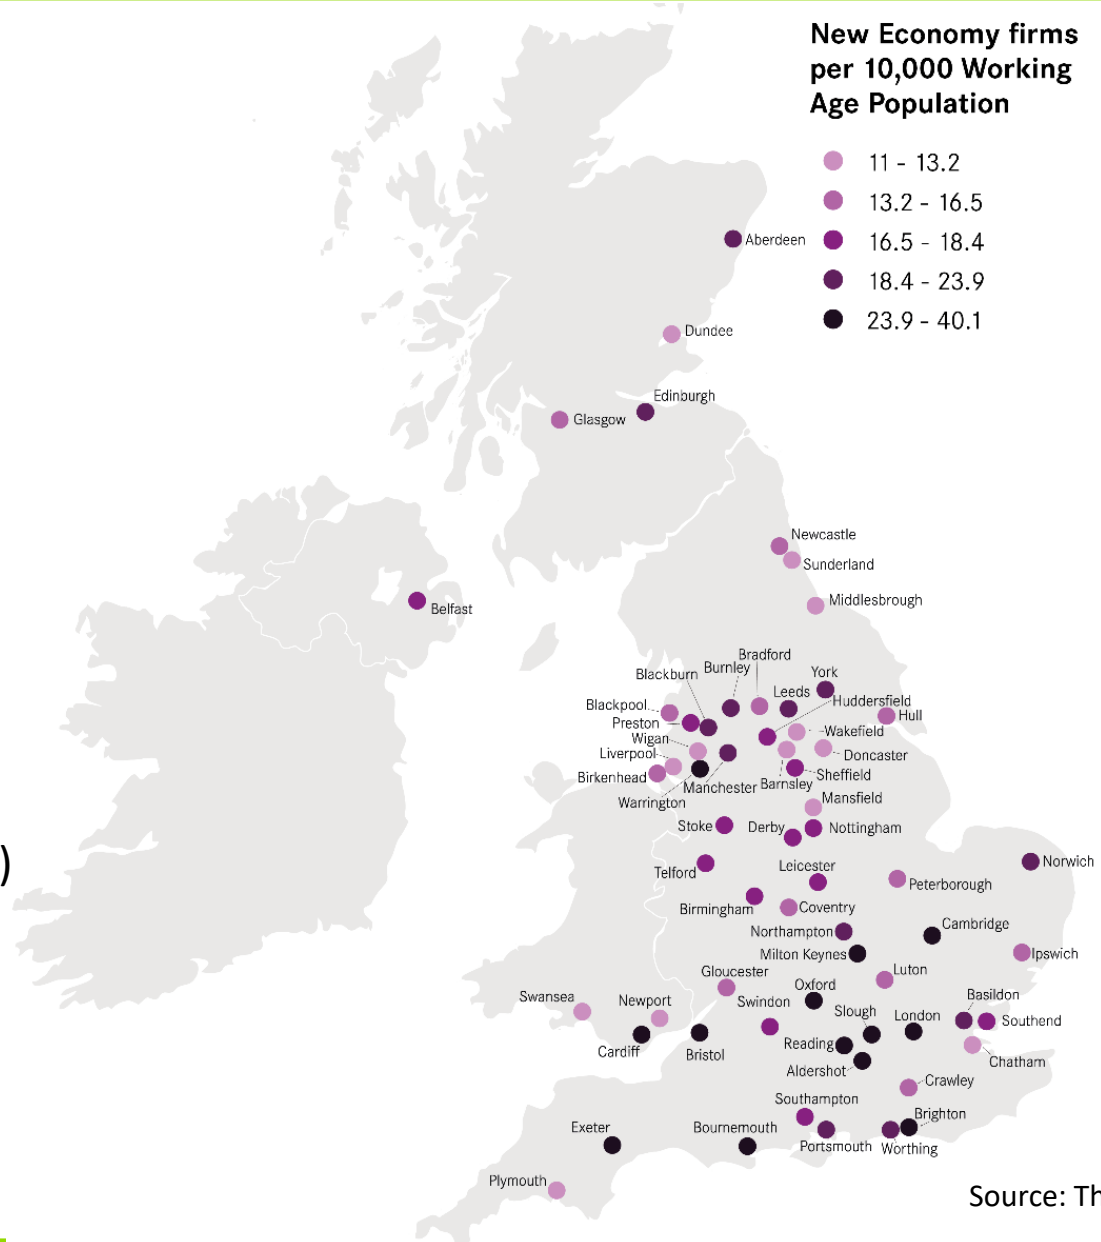 New Economy firms
per 10,000 Working
Age Population
11 - 13.2
13.2 - 16.5
16.5 - 18.4
18.4 - 23.9
23.9 - 40.1
Aberdeen
Dundee
Edinburgh
Glasgow
Newcastle
Sunderland
Middlesbrough
Belfast
Bradford
Burnley
York
Blackburn
Leeds
Huddersfield
Blackpool
Hull
Preston
Wakefield
Wigan
Liverpool
Doncaster
Birkenhead
Sheffield
Barnsley
Manchester
Warrington
Mansfield
Stoke
Derby
Nottingham
)
Norwich
Telford
Leicester
Peterborough
Birmingham
Coventry
Cambridge
Northampton
Milton Keynes
Ipswich
Gloucester
Luton
Oxford
Swansea
Newport
Swindon
Basildon
Slough
London
Southend
Reading
Cardiff
Bristol
Chatham
Aldershot
Crawley
Southampton
Brighton
Exeter
Bournemouth
Portsmouth
Worthing
Plymouth
Source: Th